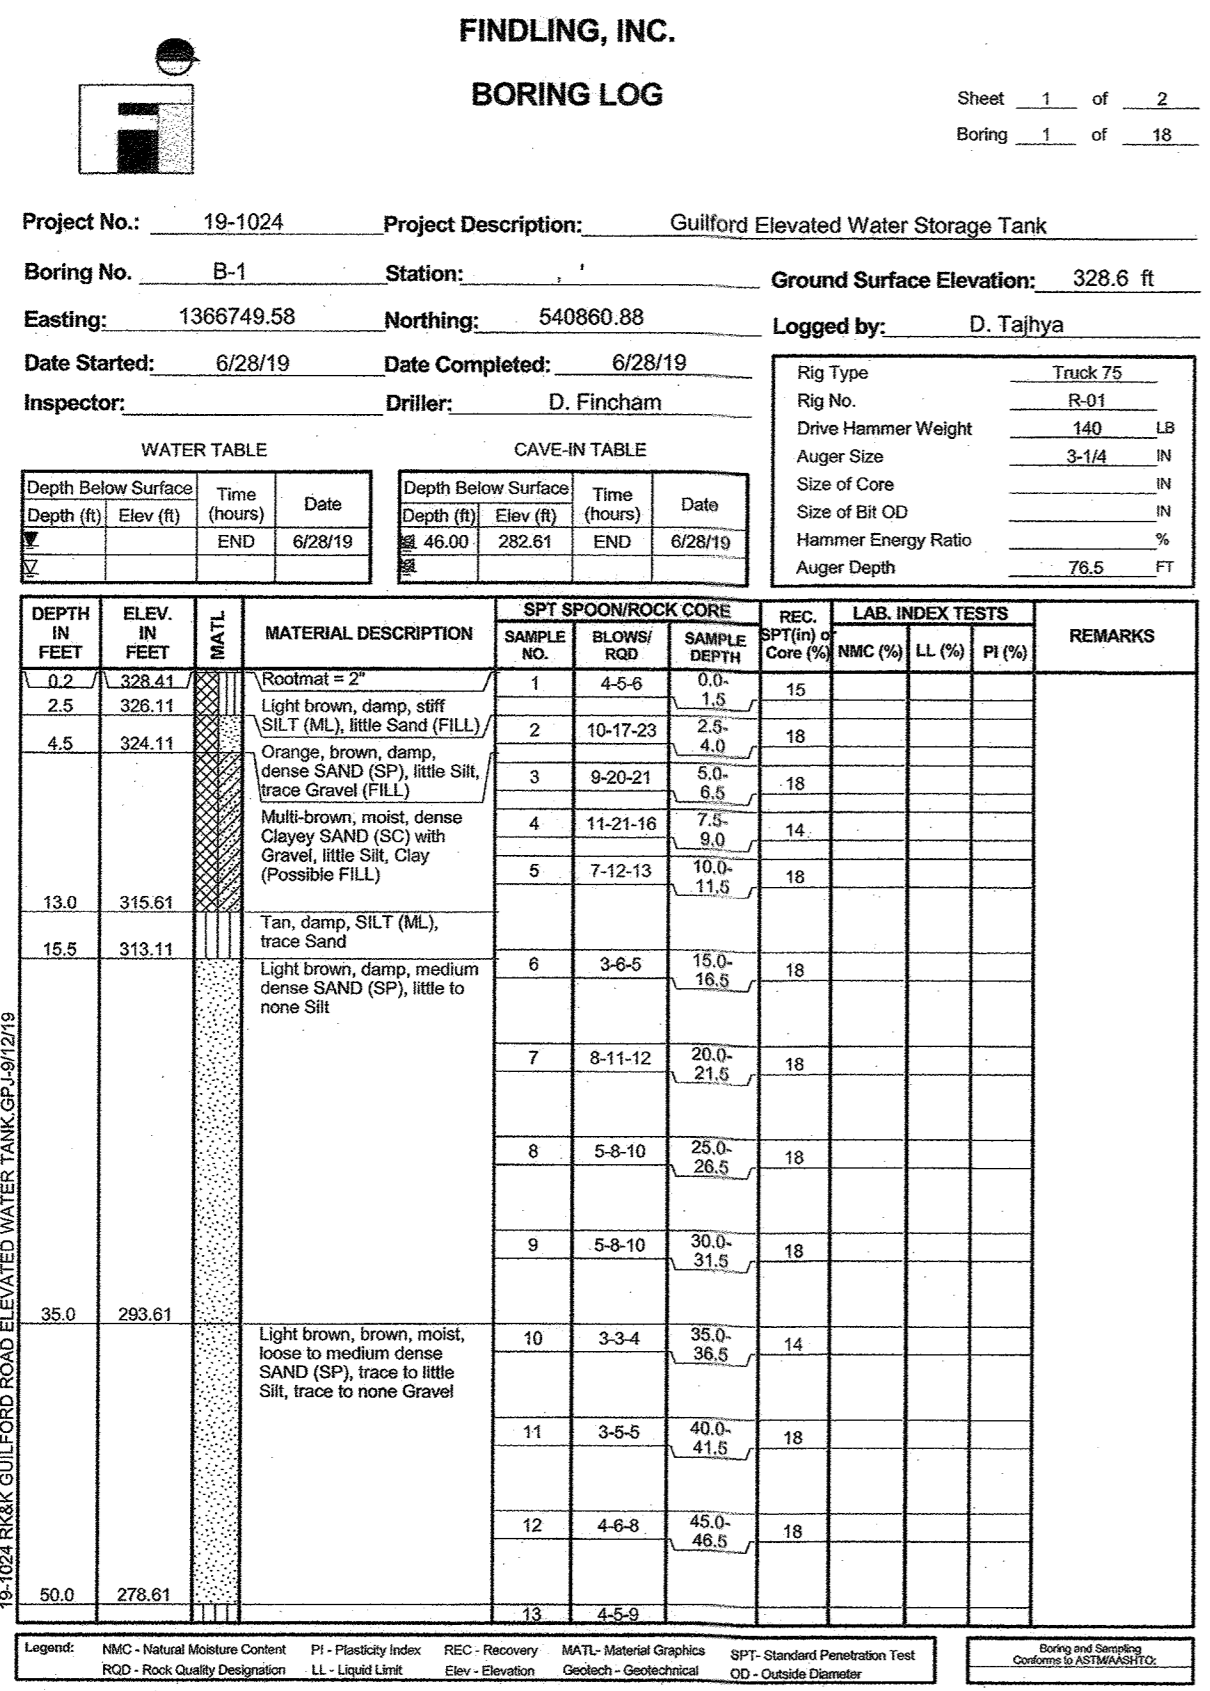 FINDLING, INC.
BORING LOG
Sheet 1 of 2
Boring 1 of 18
Project No.: 19-1024 Project Description: Guilford Elevated Water Storage Tank
Boring No. B-1 Station: , ' Ground Surface Elevation: 328.6 ft
Easting: 1366749.58 Northing: 540860.88 Logged by: D. Tajhya
Date Started: 6/28/19 Date Completed: 6/28/19
Inspector: Driller: D. Fincham
Rig Type Truck 75
Rig No. R-01
Drive Hammer Weight 140 LB
Auger Size 3-1/4 IN
Size of Core IN
Size of Bit OD IN
Hammer Energy Ratio %
Auger Depth 76.5 FT
WATER TABLE
Depth Below Surface Time (hours) Date
Depth (ft) Elev (ft)
END 6/28/19
CAVE-IN TABLE
Depth Below Surface Time (hours) Date
Depth (ft) Elev (ft)
46.00 282.61 END 6/28/19
DEPTH IN FEET ELEV. IN FEET MATL MATERIAL DESCRIPTION SPT SPOON/ROCK CORE REC. SPT(in) or Core (%) LAB. INDEX TESTS REMARKS
SAMPLE NO. BLOWS/ RQD SAMPLE DEPTH NMC (%) LL (%) PI (%)
0.2 328.41 Rootmat = 2"
2.5 326.11 Light brown, damp, stiff
SILT (ML), little Sand (FILL)
4.5 324.11 Orange, brown, damp,
dense SAND (SP), little Silt,
trace Gravel (FILL)
Multi-brown, moist, dense
Clayey SAND (SC) with
Gravel, little Silt, Clay
(Possible FILL)
13.0 315.61
Tan, damp, SILT (ML),
trace Sand
15.5 313.11
Light brown, damp, medium
dense SAND (SP), little to
none Silt
35.0 293.61
Light brown, brown, moist,
loose to medium dense
SAND (SP), trace to little
Silt, trace to none Gravel
50.0 278.61
1 4-5-6 0.0-1.5 15
2 10-17-23 2.5-4.0 18
3 9-20-21 5.0-6.5 18
4 11-21-16 7.5-9.0 14
5 7-12-13 10.0-11.5 18
6 3-6-5 15.0-16.5 18
7 8-11-12 20.0-21.5 18
8 5-8-10 25.0-26.5 18
9 5-8-10 30.0-31.5 18
10 3-3-4 35.0-36.5 14
11 3-5-5 40.0-41.5 18
12 4-6-8 45.0-46.5 18
13 4-5-9
19-1024 RK&K GUILFORD ROAD ELEVATED WATER TANK.GPJ-9/12/19
Legend: NMC - Natural Moisture Content PI - Plasticity Index REC - Recovery MATL- Material Graphics SPT- Standard Penetration Test
RQD - Rock Quality Designation LL - Liquid Limit Elev - Elevation Geotech - Geotechnical OD - Outside Diameter
Boring and Sampling
Conforms to ASTM/AASHTO: